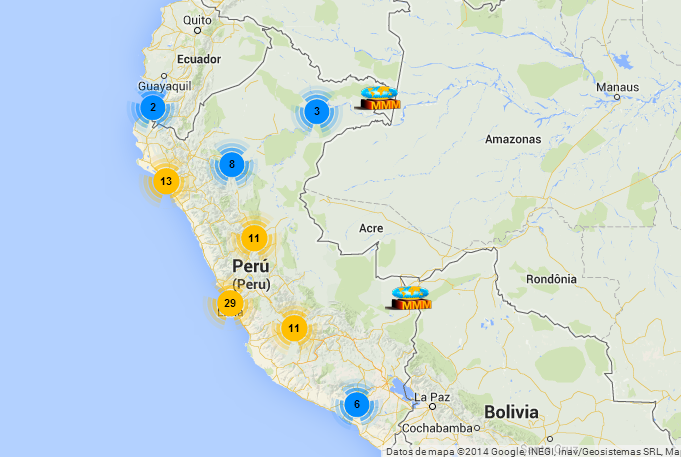 Quito
Ecuador
Guayaquil
2
3
MMM
Manaus
Amazonas
8
13
Acre
11
Perú
(Peru)
Rondônia
29
MMM
11
6
La Paz
Bolivia
Cochabamba
Datos de mapa ©2014 Google, INEGI, Inav/Geosistemas SRL, Ma